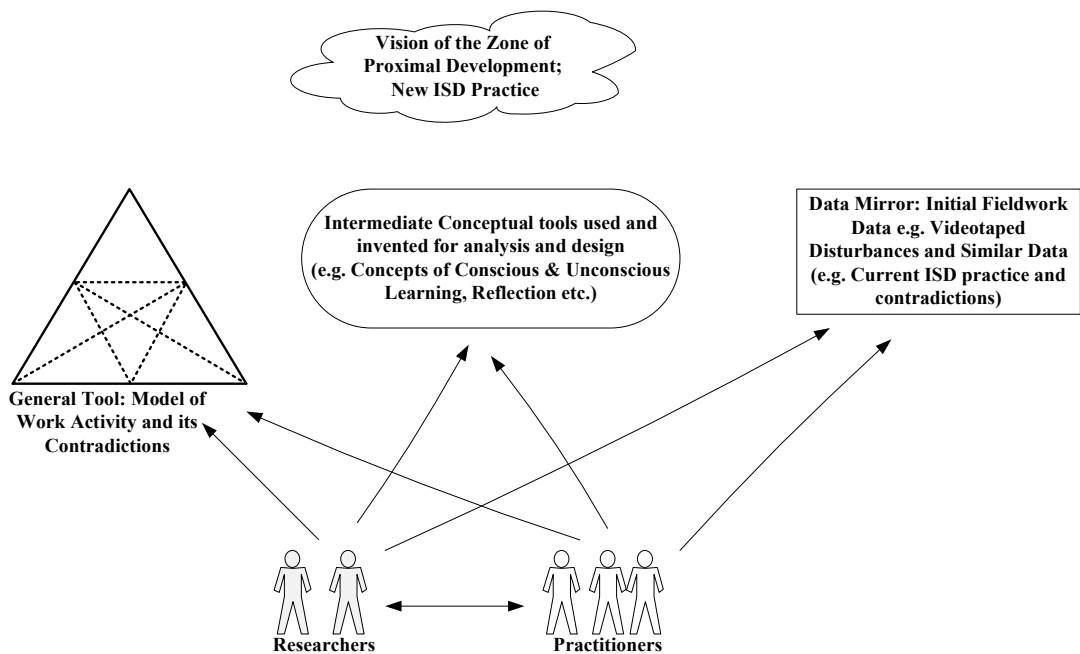 Vision of the Zone of
Proximal Development;
New ISD Practice
Intermediate Conceptual tools used and
invented for analysis and design
(e.g. Concepts of Conscious & Unconscious
Learning, Reflection etc.)
Data Mirror: Initial Fieldwork
Data e.g. Videotaped
Disturbances and Similar Data
(e.g. Current ISD practice and
contradictions)
General Tool: Model of
Work Activity and its
Contradictions
Researchers
Practitioners